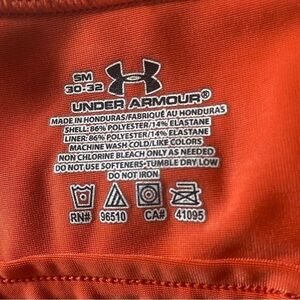 SM
30-32
UNDER ARMOUR®
MADE IN HONDURAS/FABRIQUÉ AU HONDURAS
SHELL: 86% POLYESTER/14% ELASTANE
LINER: 86% POLYESTER/14% ELASTANE
MACHINE WASH COLD/LIKE COLORS
NON CHLORINE BLEACH ONLY AS NEEDED
DO NOT USE SOFTENERS-TUMBLE DRY LOW
DO NOT IRON
RN# 96510 CA# 41095